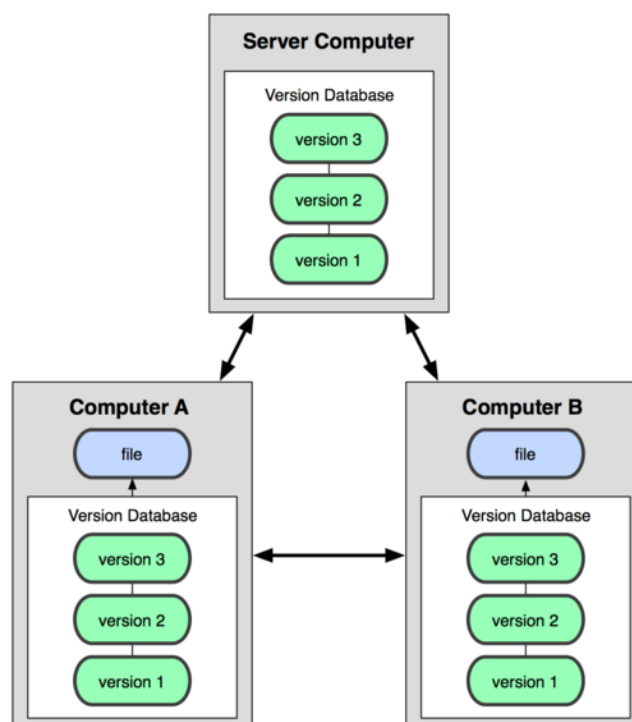 Server Computer
Version Database
version 3
version 2
version 1
Computer A
file
Version Database
version 3
version 2
version 1
Computer B
file
Version Database
version 3
version 2
version 1